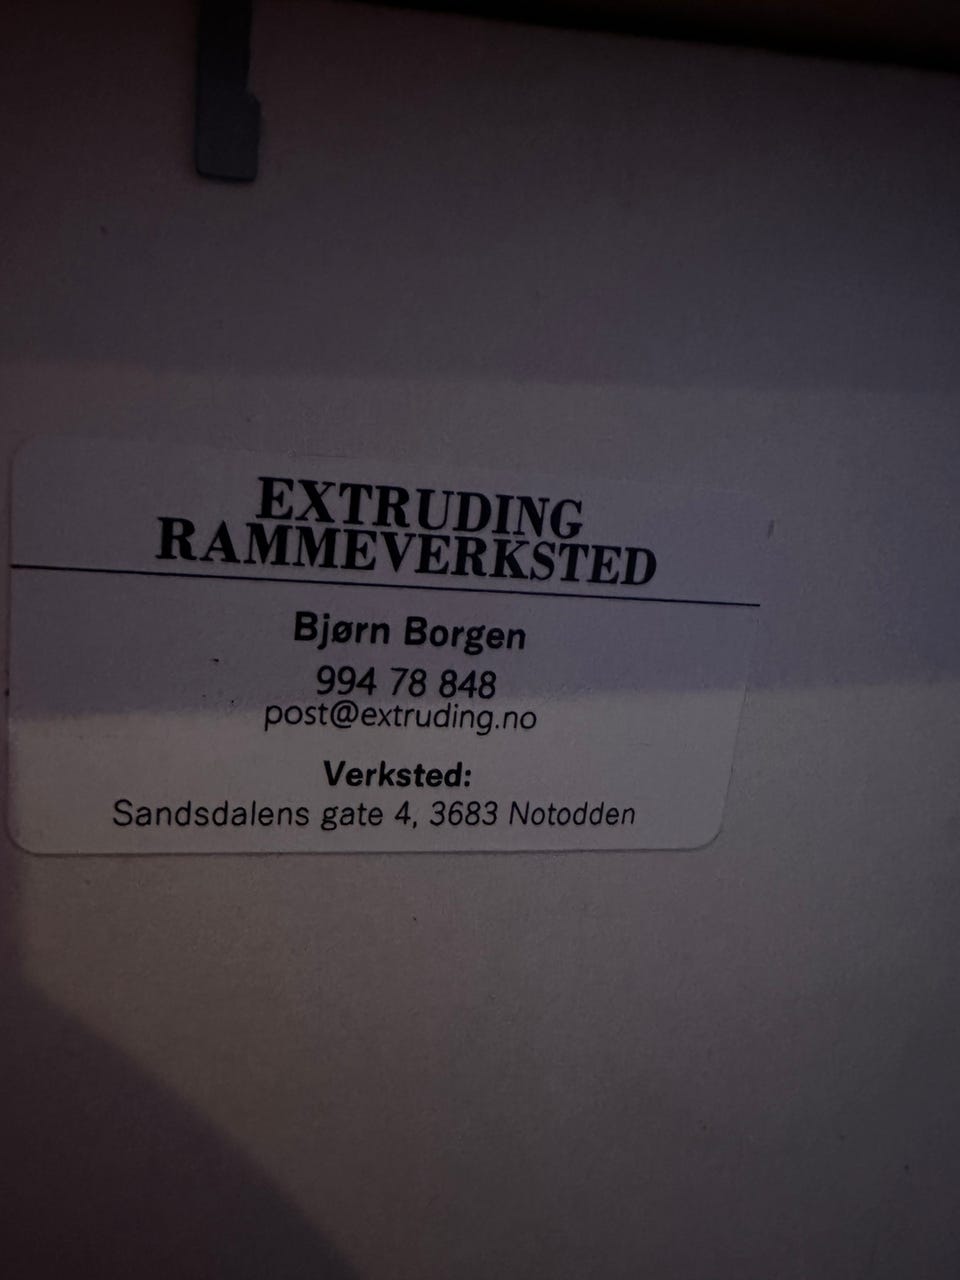 EXTRUDING
RAMMEVERKSTED
Bjørn Borgen
994 78 848
post@extruding.no
Verksted:
Sandsdalens gate 4, 3683 Notodden